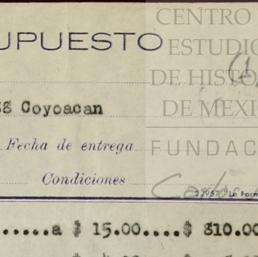 CENTRO
UPUESTO
ESTUDIO
DE HISTO
DE MEXI
Coyoacan
Fecha de entrega
FUNDAC
Condiciones
......a $ 15.00....$ 810.00